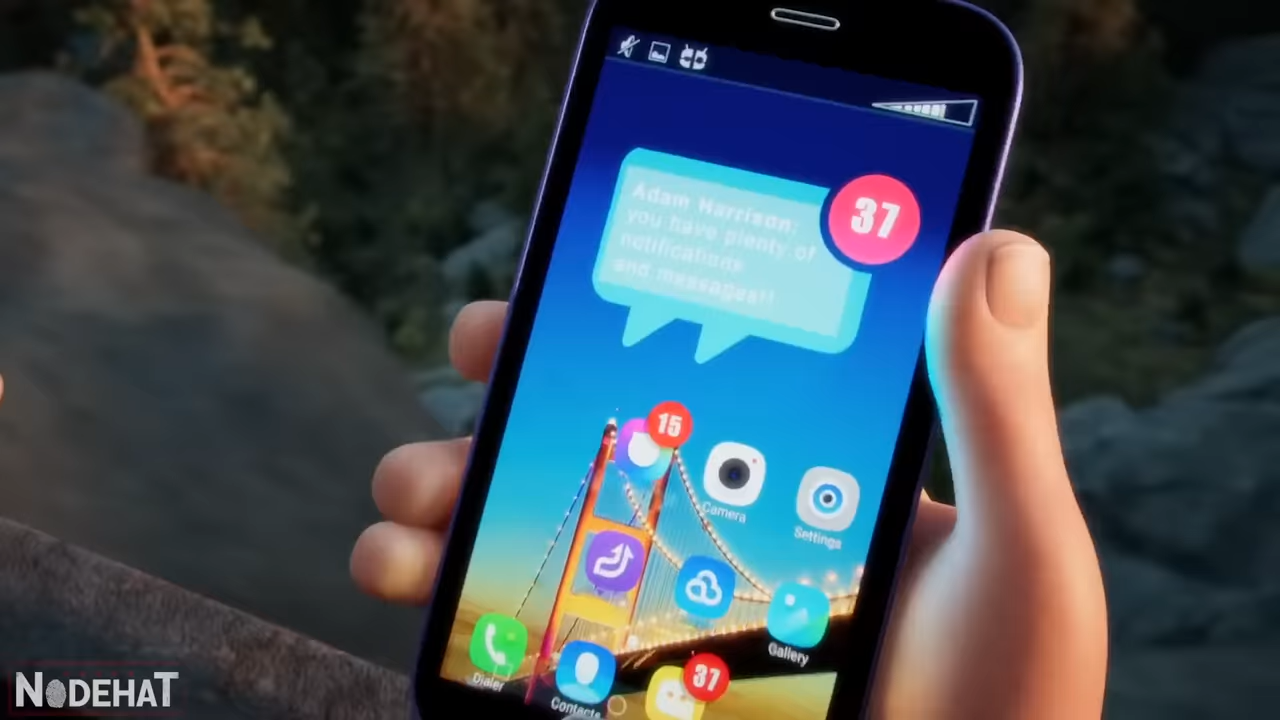 37
Adam Harrison:
you have plenty of
notifications
and messages!!
15
Camera
Settings
Gallery
Dialer
37
Contacts
NODEHAT